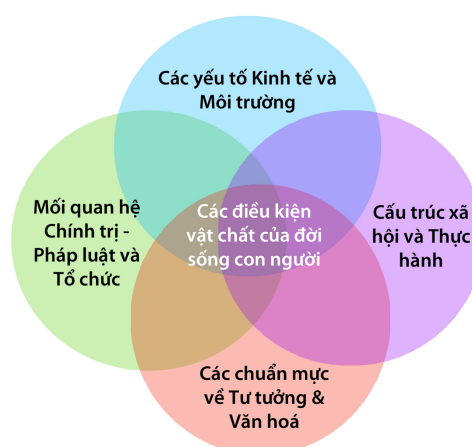 Các yếu tố Kinh tế và
Môi trường
Mối quan hệ
Chính trị -
Pháp luật và
Tổ chức
Các điều kiện
vật chất của đời
sống con người
Cấu trúc xã
hội và Thực
hành
Các chuẩn mực
về Tư tưởng &
Văn hoá